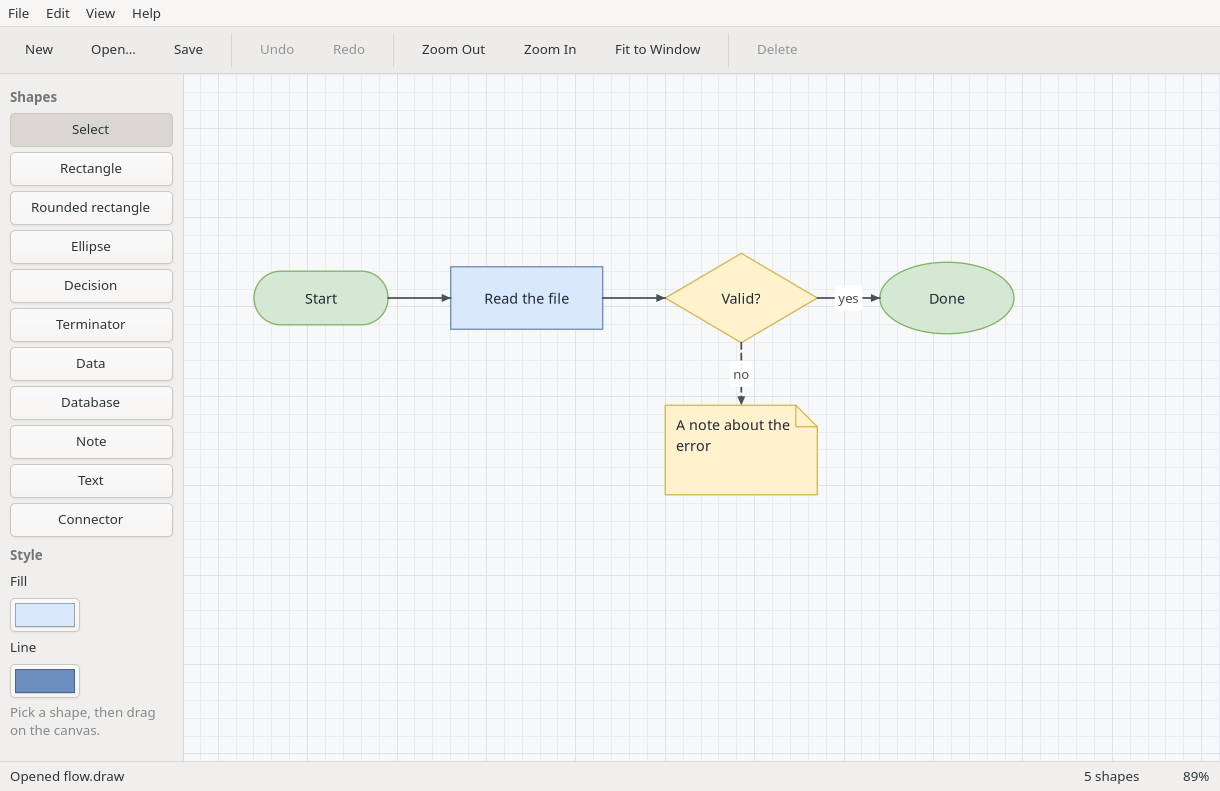 File Edit View Help
New Open... Save Undo Redo Zoom Out Zoom In Fit to Window Delete
Shapes
Select
Rectangle
Rounded rectangle
Ellipse
Decision
Terminator
Data
Database
Note
Text
Connector
Style
Fill
Line
Pick a shape, then drag
on the canvas.
Start
Read the file
Valid?
yes
Done
no
A note about the
error
Opened flow.draw
5 shapes
89%